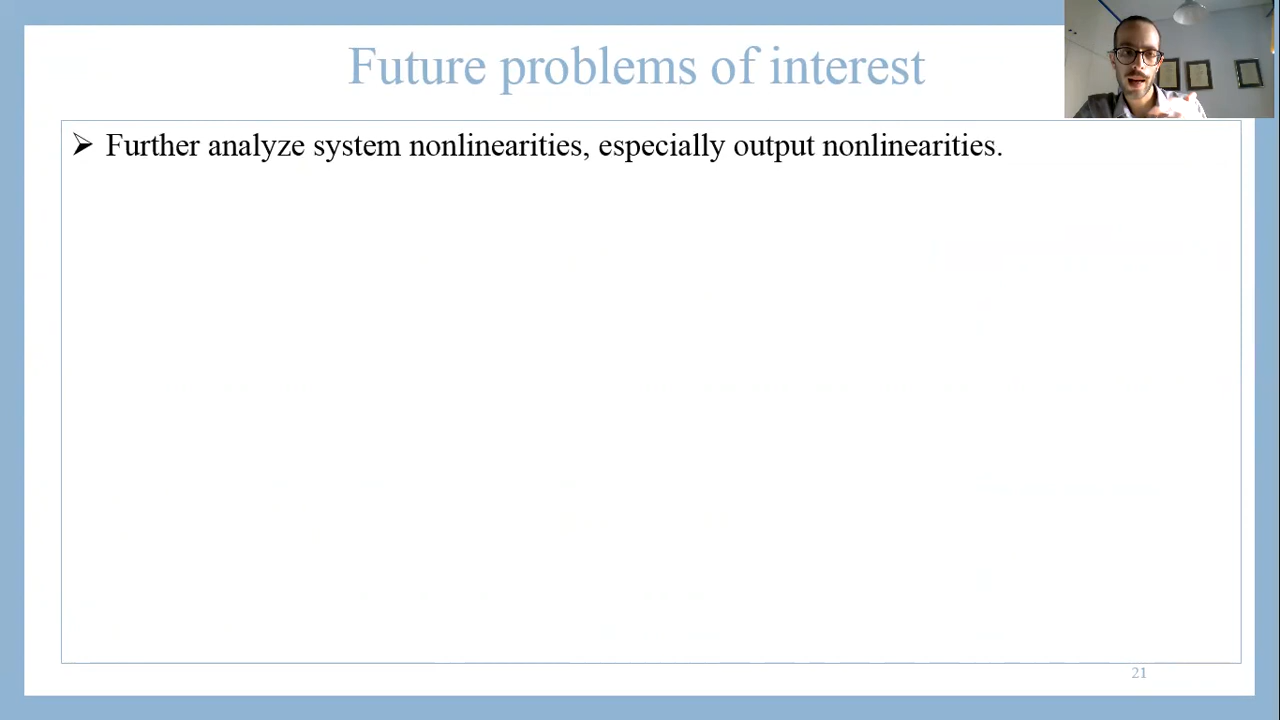 Future problems of interest
➢ Further analyze system nonlinearities, especially output nonlinearities.
21